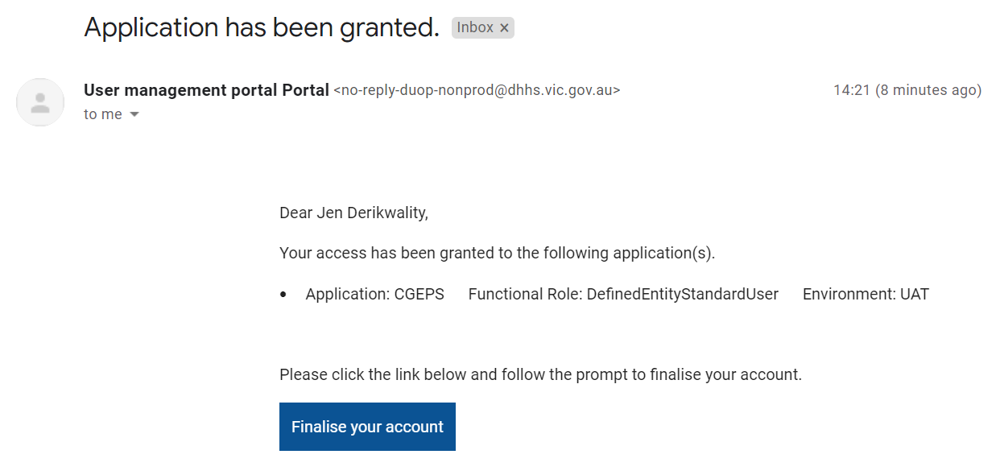 Application has been granted. Inbox ×
User management portal Portal <no-reply-duop-nonprod@dhhs.vic.gov.au> 14:21 (8 minutes ago)
to me
Dear Jen Derikwality,
Your access has been granted to the following application(s).
• Application: CGEPS Functional Role: DefinedEntityStandardUser Environment: UAT
Please click the link below and follow the prompt to finalise your account.
Finalise your account